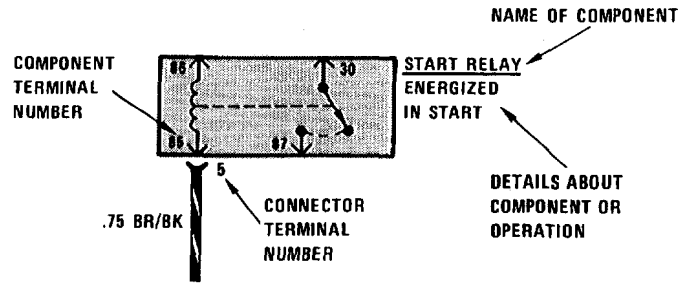 NAME OF COMPONENT
COMPONENT
TERMINAL
NUMBER
86
30
START RELAY
ENERGIZED
IN START
87
5
.75 BR/BK
CONNECTOR
TERMINAL
NUMBER
DETAILS ABOUT
COMPONENT OR
OPERATION